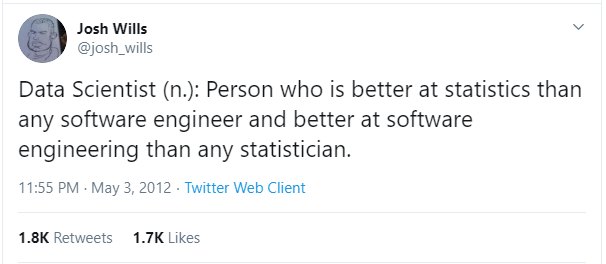 Josh Wills
@josh_wills
Data Scientist (n.): Person who is better at statistics than
any software engineer and better at software
engineering than any statistician.
11:55 PM · May 3, 2012 · Twitter Web Client
1.8K Retweets 1.7K Likes